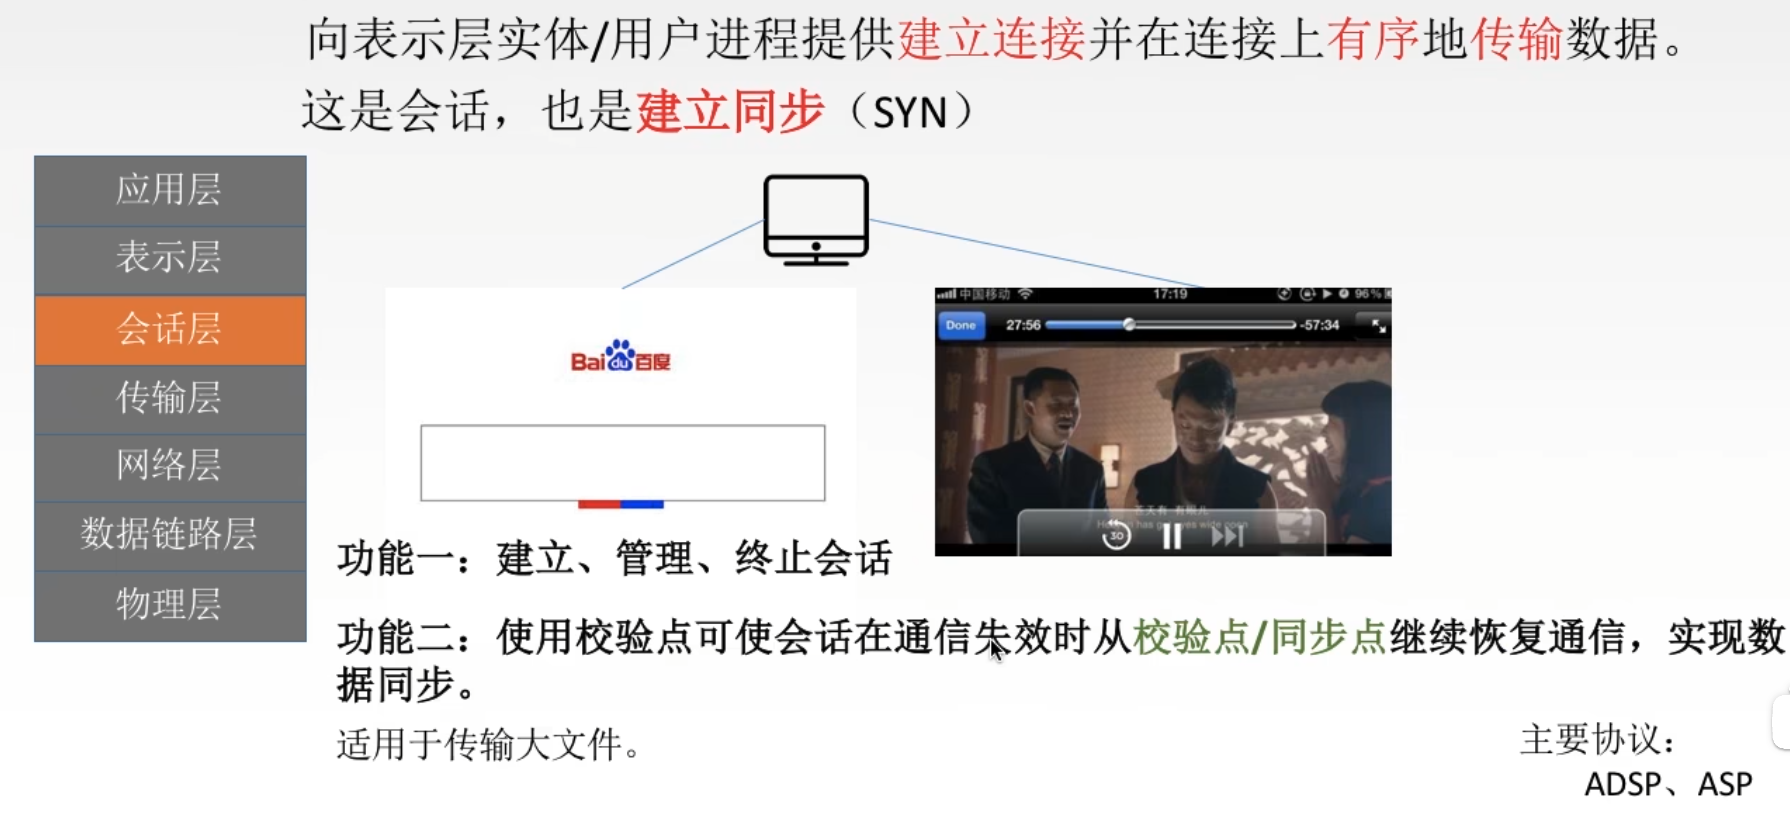 向表示层实体/用户进程提供建立连接并在连接上有序地传输数据。
这是会话，也是建立同步（SYN）
应用层
表示层
会话层
传输层
网络层
数据链路层
物理层
Bai du 百度
中国移动 17:19 96%
Done 27:56 -57:34
30
功能一：建立、管理、终止会话
功能二：使用校验点可使会话在通信失效时从校验点/同步点继续恢复通信，实现数
据同步。
适用于传输大文件。
主要协议：
ADSP、ASP